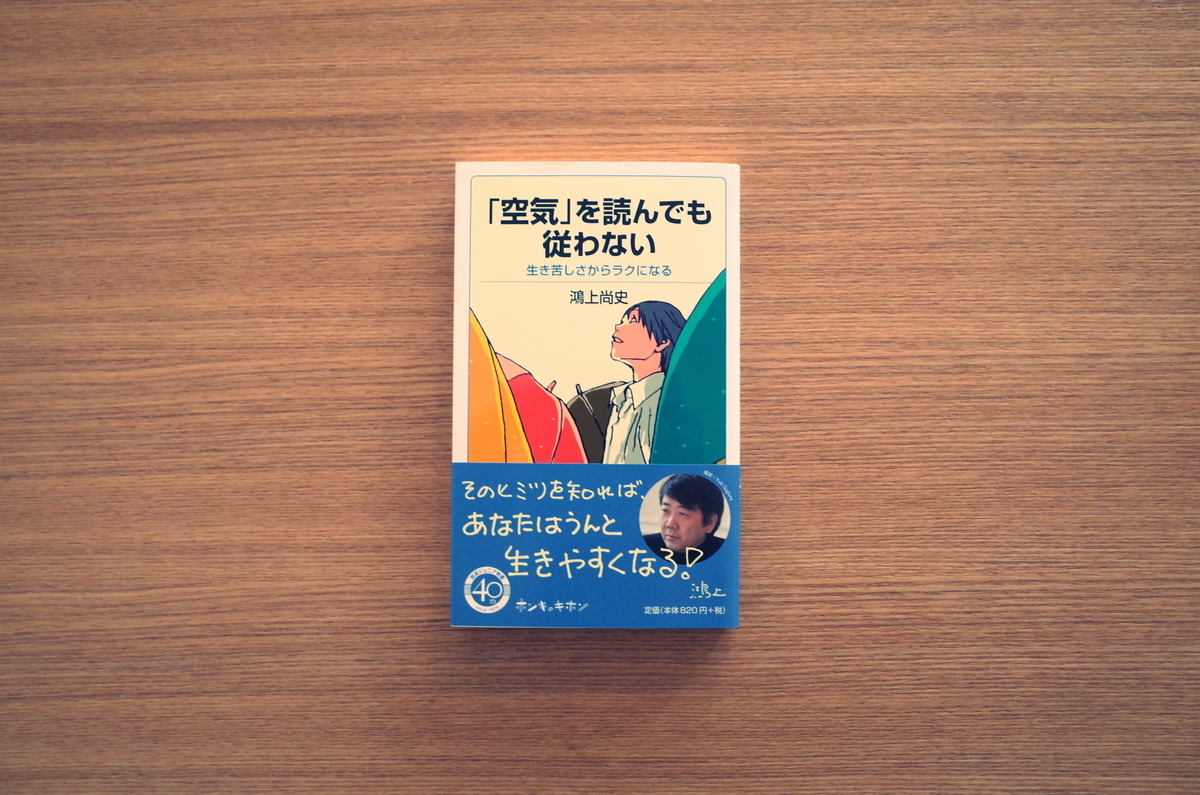 「空気」を読んでも
従わない
生き苦しさからラクになる
鴻上尚史
そのヒミツを知れば、
あなたはうんと
生きやすくなる!
鴻上
40
ホンキのキホン
定価(本体820円+税)